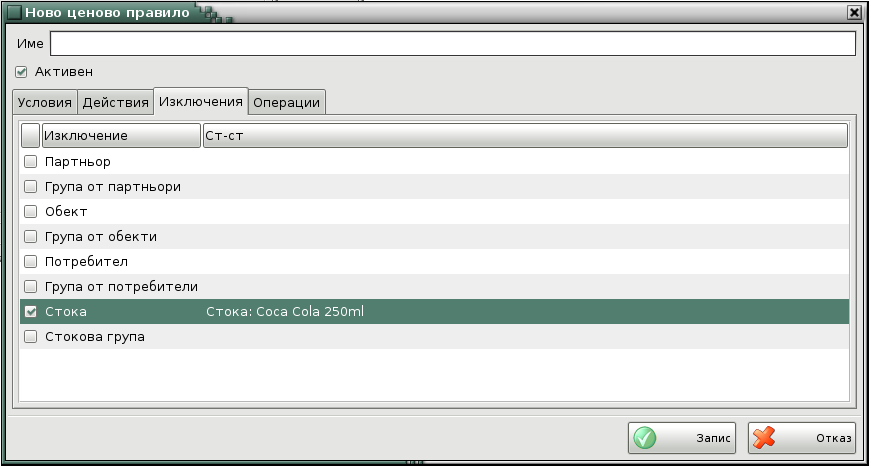 Ново ценово правило
Име
Активен
Условия Действия Изключения Операции
Изключение Ст-ст
Партньор
Група от партньори
Обект
Група от обекти
Потребител
Група от потребители
Стока Стока: Coca Cola 250ml
Стокова група
Запис Отказ